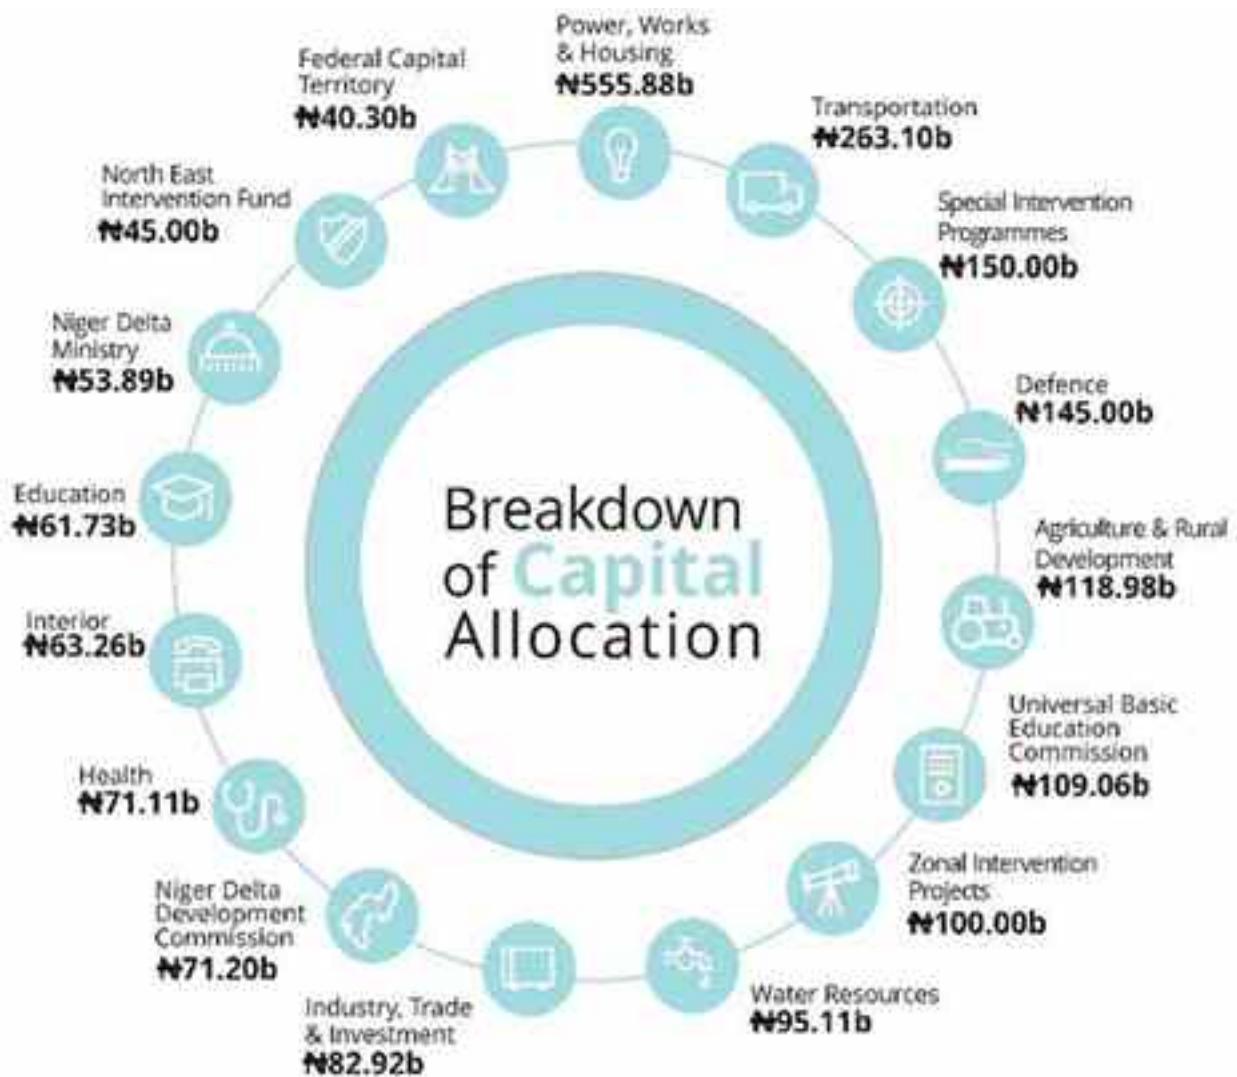 Power, Works
& Housing
₦555.88b
Transportation
₦263.10b
Special Intervention
Programmes
₦150.00b
Defence
₦145.00b
Agriculture & Rural
Development
₦118.98b
Universal Basic
Education
Commission
₦109.06b
Zonal Intervention
Projects
₦100.00b
Water Resources
₦95.11b
Industry, Trade
& Investment
₦82.92b
Niger Delta
Development
Commission
₦71.20b
Health
₦71.11b
Interior
₦63.26b
Education
₦61.73b
Niger Delta
Ministry
₦53.89b
North East
Intervention Fund
₦45.00b
Federal Capital
Territory
₦40.30b
Breakdown
of Capital
Allocation